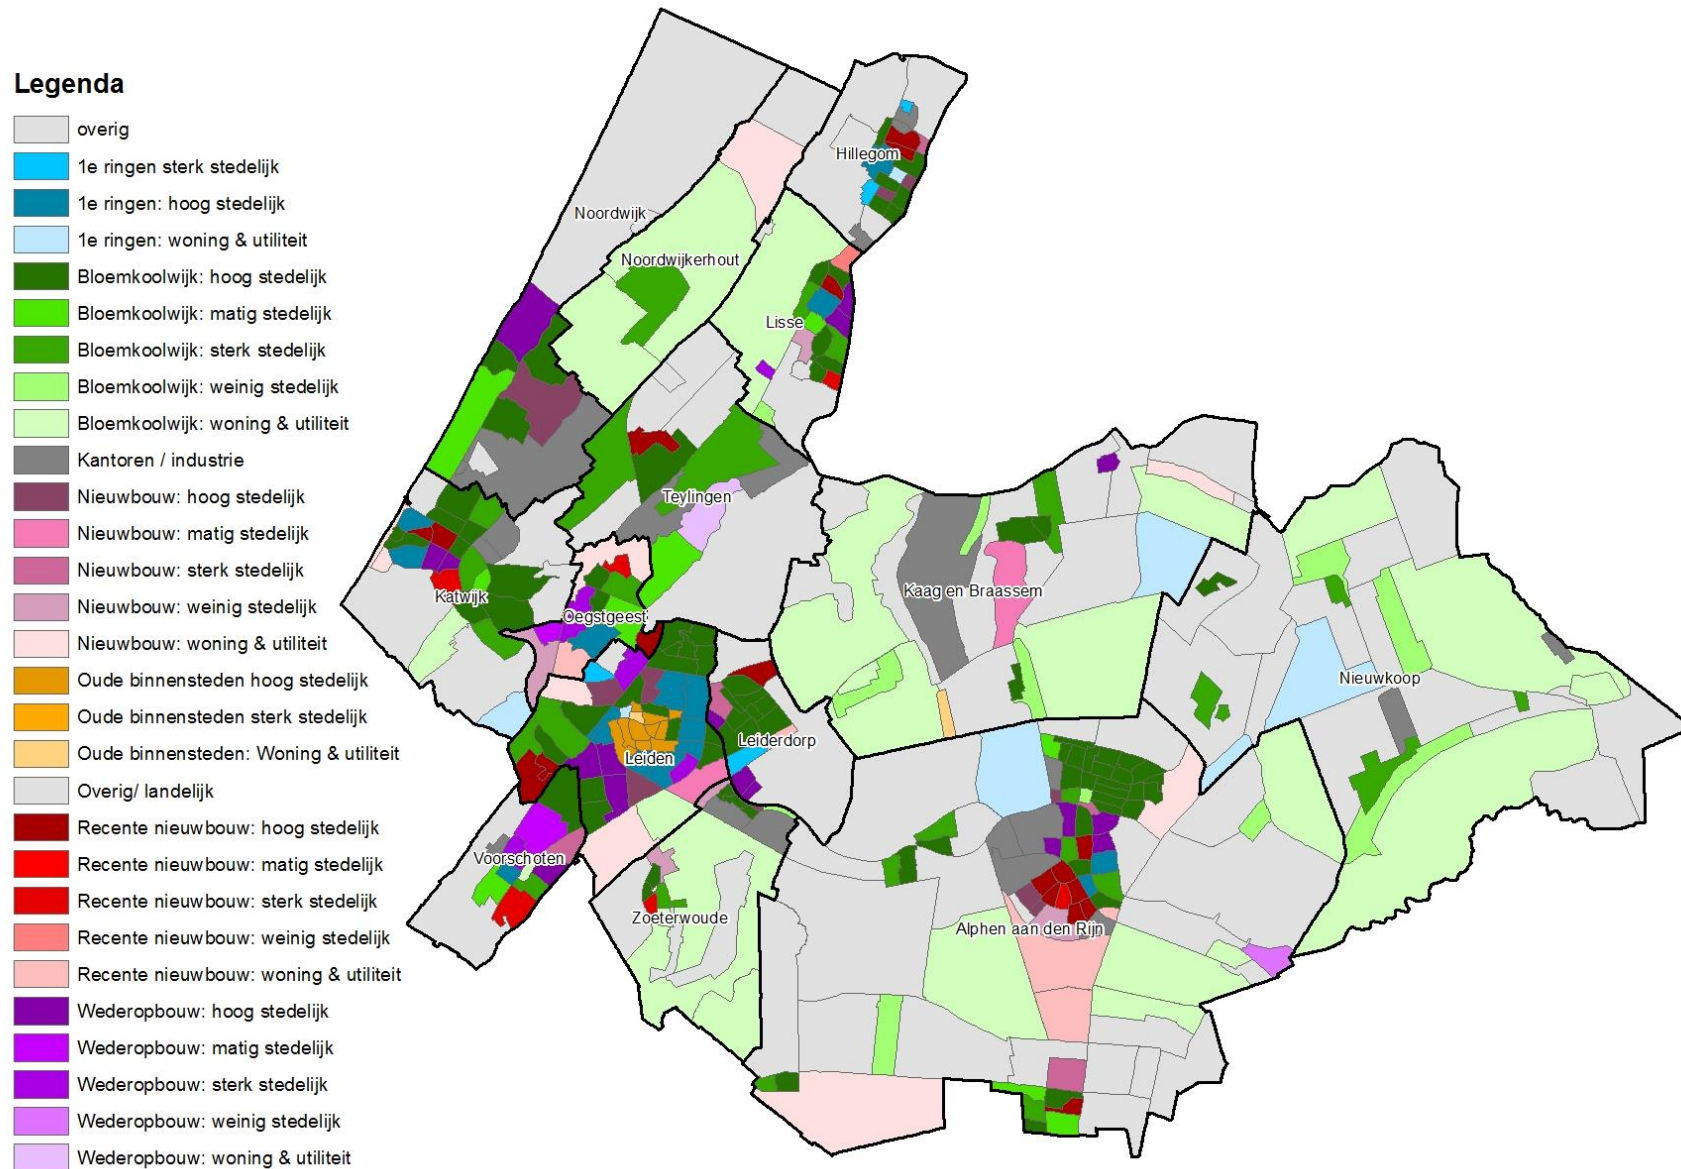 Legenda
overig
1e ringen sterk stedelijk
1e ringen: hoog stedelijk
1e ringen: woning & utiliteit
Bloemkoolwijk: hoog stedelijk
Bloemkoolwijk: matig stedelijk
Bloemkoolwijk: sterk stedelijk
Bloemkoolwijk: weinig stedelijk
Bloemkoolwijk: woning & utiliteit
Kantoren / industrie
Nieuwbouw: hoog stedelijk
Nieuwbouw: matig stedelijk
Nieuwbouw: sterk stedelijk
Nieuwbouw: weinig stedelijk
Nieuwbouw: woning & utiliteit
Oude binnensteden hoog stedelijk
Oude binnensteden sterk stedelijk
Oude binnensteden: Woning & utiliteit
Overig/ landelijk
Recente nieuwbouw: hoog stedelijk
Recente nieuwbouw: matig stedelijk
Recente nieuwbouw: sterk stedelijk
Recente nieuwbouw: weinig stedelijk
Recente nieuwbouw: woning & utiliteit
Wederopbouw: hoog stedelijk
Wederopbouw: matig stedelijk
Wederopbouw: sterk stedelijk
Wederopbouw: weinig stedelijk
Wederopbouw: woning & utiliteit
Hillegom
Noordwijk
Noordwijkerhout
Lisse
Teylingen
Katwijk
Oegstgeest
Kaag en Braassem
Nieuwkoop
Leiderdorp
Leiden
Voorschoten
Zoeterwoude
Alphen aan den Rijn